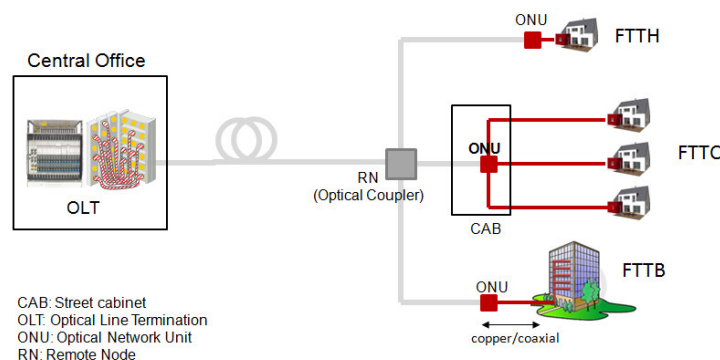 ONU
FTTH
Central Office
OLT
RN
(Optical Coupler)
ONU
CAB
FTTC
ONU
FTTB
copper/coaxial
CAB: Street cabinet
OLT: Optical Line Termination
ONU: Optical Network Unit
RN: Remote Node